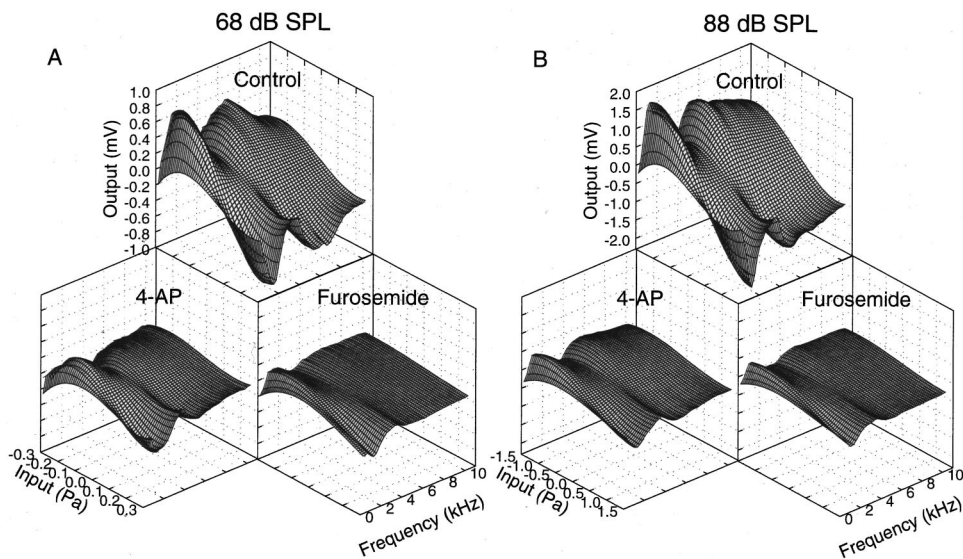 68 dB SPL
A
Control
1.0
0.8
0.6
0.4
0.2
0.0
-0.2
-0.4
-0.6
-0.8
-1.0
Output (mV)
4-AP
Furosemide
-0.3
-0.2
-0.1
0.0
0.1
0.2
0.3
Input (Pa)
0
2
4
6
8
10
Frequency (kHz)
88 dB SPL
B
Control
2.0
1.5
1.0
0.5
0.0
-0.5
-1.0
-1.5
-2.0
Output (mV)
4-AP
Furosemide
-1.5
-1.0
-0.5
0.0
0.5
1.0
1.5
Input (Pa)
0
2
4
6
8
10
Frequency (kHz)